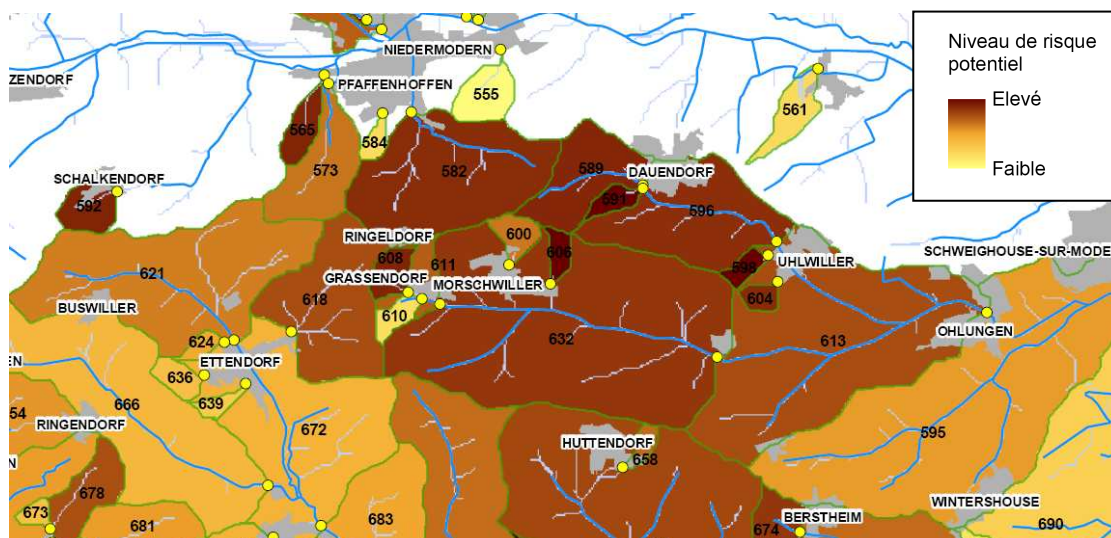 Niveau de risque
potentiel
Elevé
Faible
NIEDERMODERN
ZENDORF
PFAFFENHOFFEN
555
561
565
584
573
582
589
DAUENDORF
SCHALKENDORF
592
591
596
600
RINGELDORF
608
611
606
598
UHLWILLER
SCHWEIGHOUSE-SUR-MODE
621
GRASSENDORF
MORSCHWILLER
604
618
BUSWILLER
610
632
613
OHLUNGEN
624
ETTENDORF
EN
636
639
666
54
RINGENDORF
672
HUTTENDORF
658
595
N
678
WINTERSHOUSE
673
681
683
674
BERSTHEIM
690